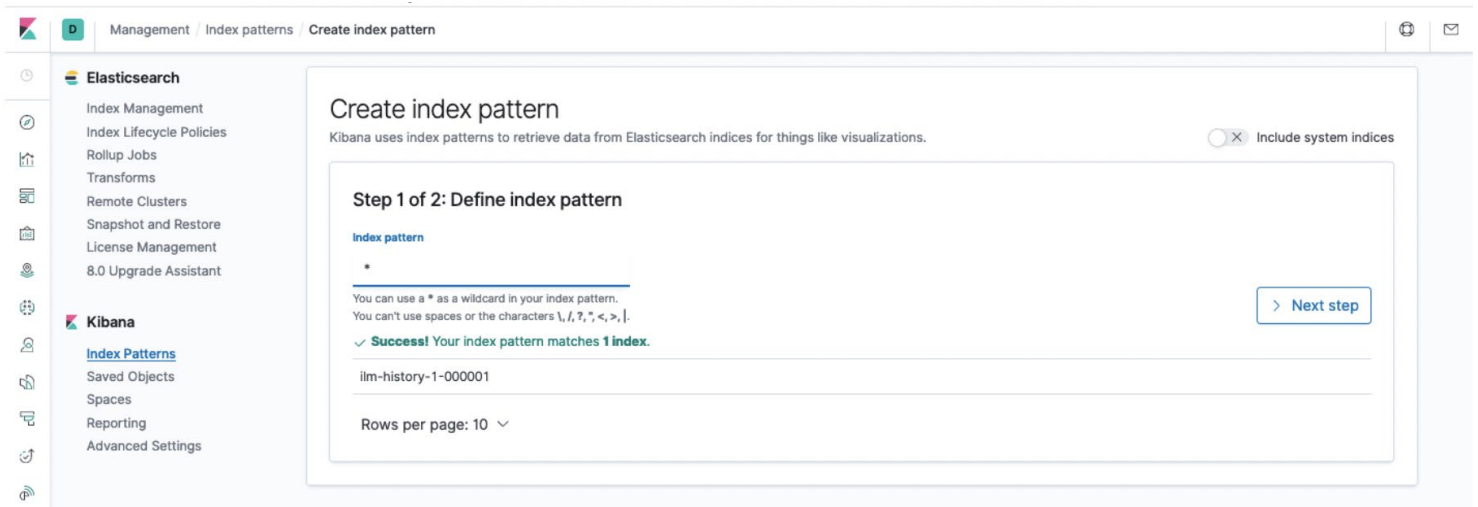 D Management / Index patterns / Create index pattern
Elasticsearch
Index Management
Index Lifecycle Policies
Rollup Jobs
Transforms
Remote Clusters
Snapshot and Restore
License Management
8.0 Upgrade Assistant
Kibana
Index Patterns
Saved Objects
Spaces
Reporting
Advanced Settings
Create index pattern
Kibana uses index patterns to retrieve data from Elasticsearch indices for things like visualizations.
Include system indices
Step 1 of 2: Define index pattern
Index pattern
*
You can use a * as a wildcard in your index pattern.
You can't use spaces or the characters \, /, ?, ", <, >, |.
Success! Your index pattern matches 1 index.
Next step
ilm-history-1-000001
Rows per page: 10